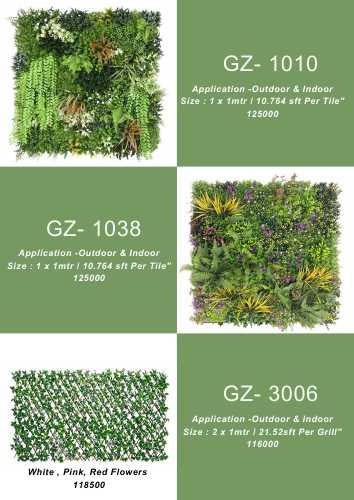 GZ- 1010
Application -Outdoor & Indoor
Size : 1 x 1mtr / 10.764 sft Per Tile"
125000
GZ- 1038
Application -Outdoor & Indoor
Size : 1 x 1mtr / 10.764 sft Per Tile"
125000
GZ- 3006
Application -Outdoor & Indoor
Size : 2 x 1mtr / 21.52sft Per Grill"
116000
White , Pink, Red Flowers
118500